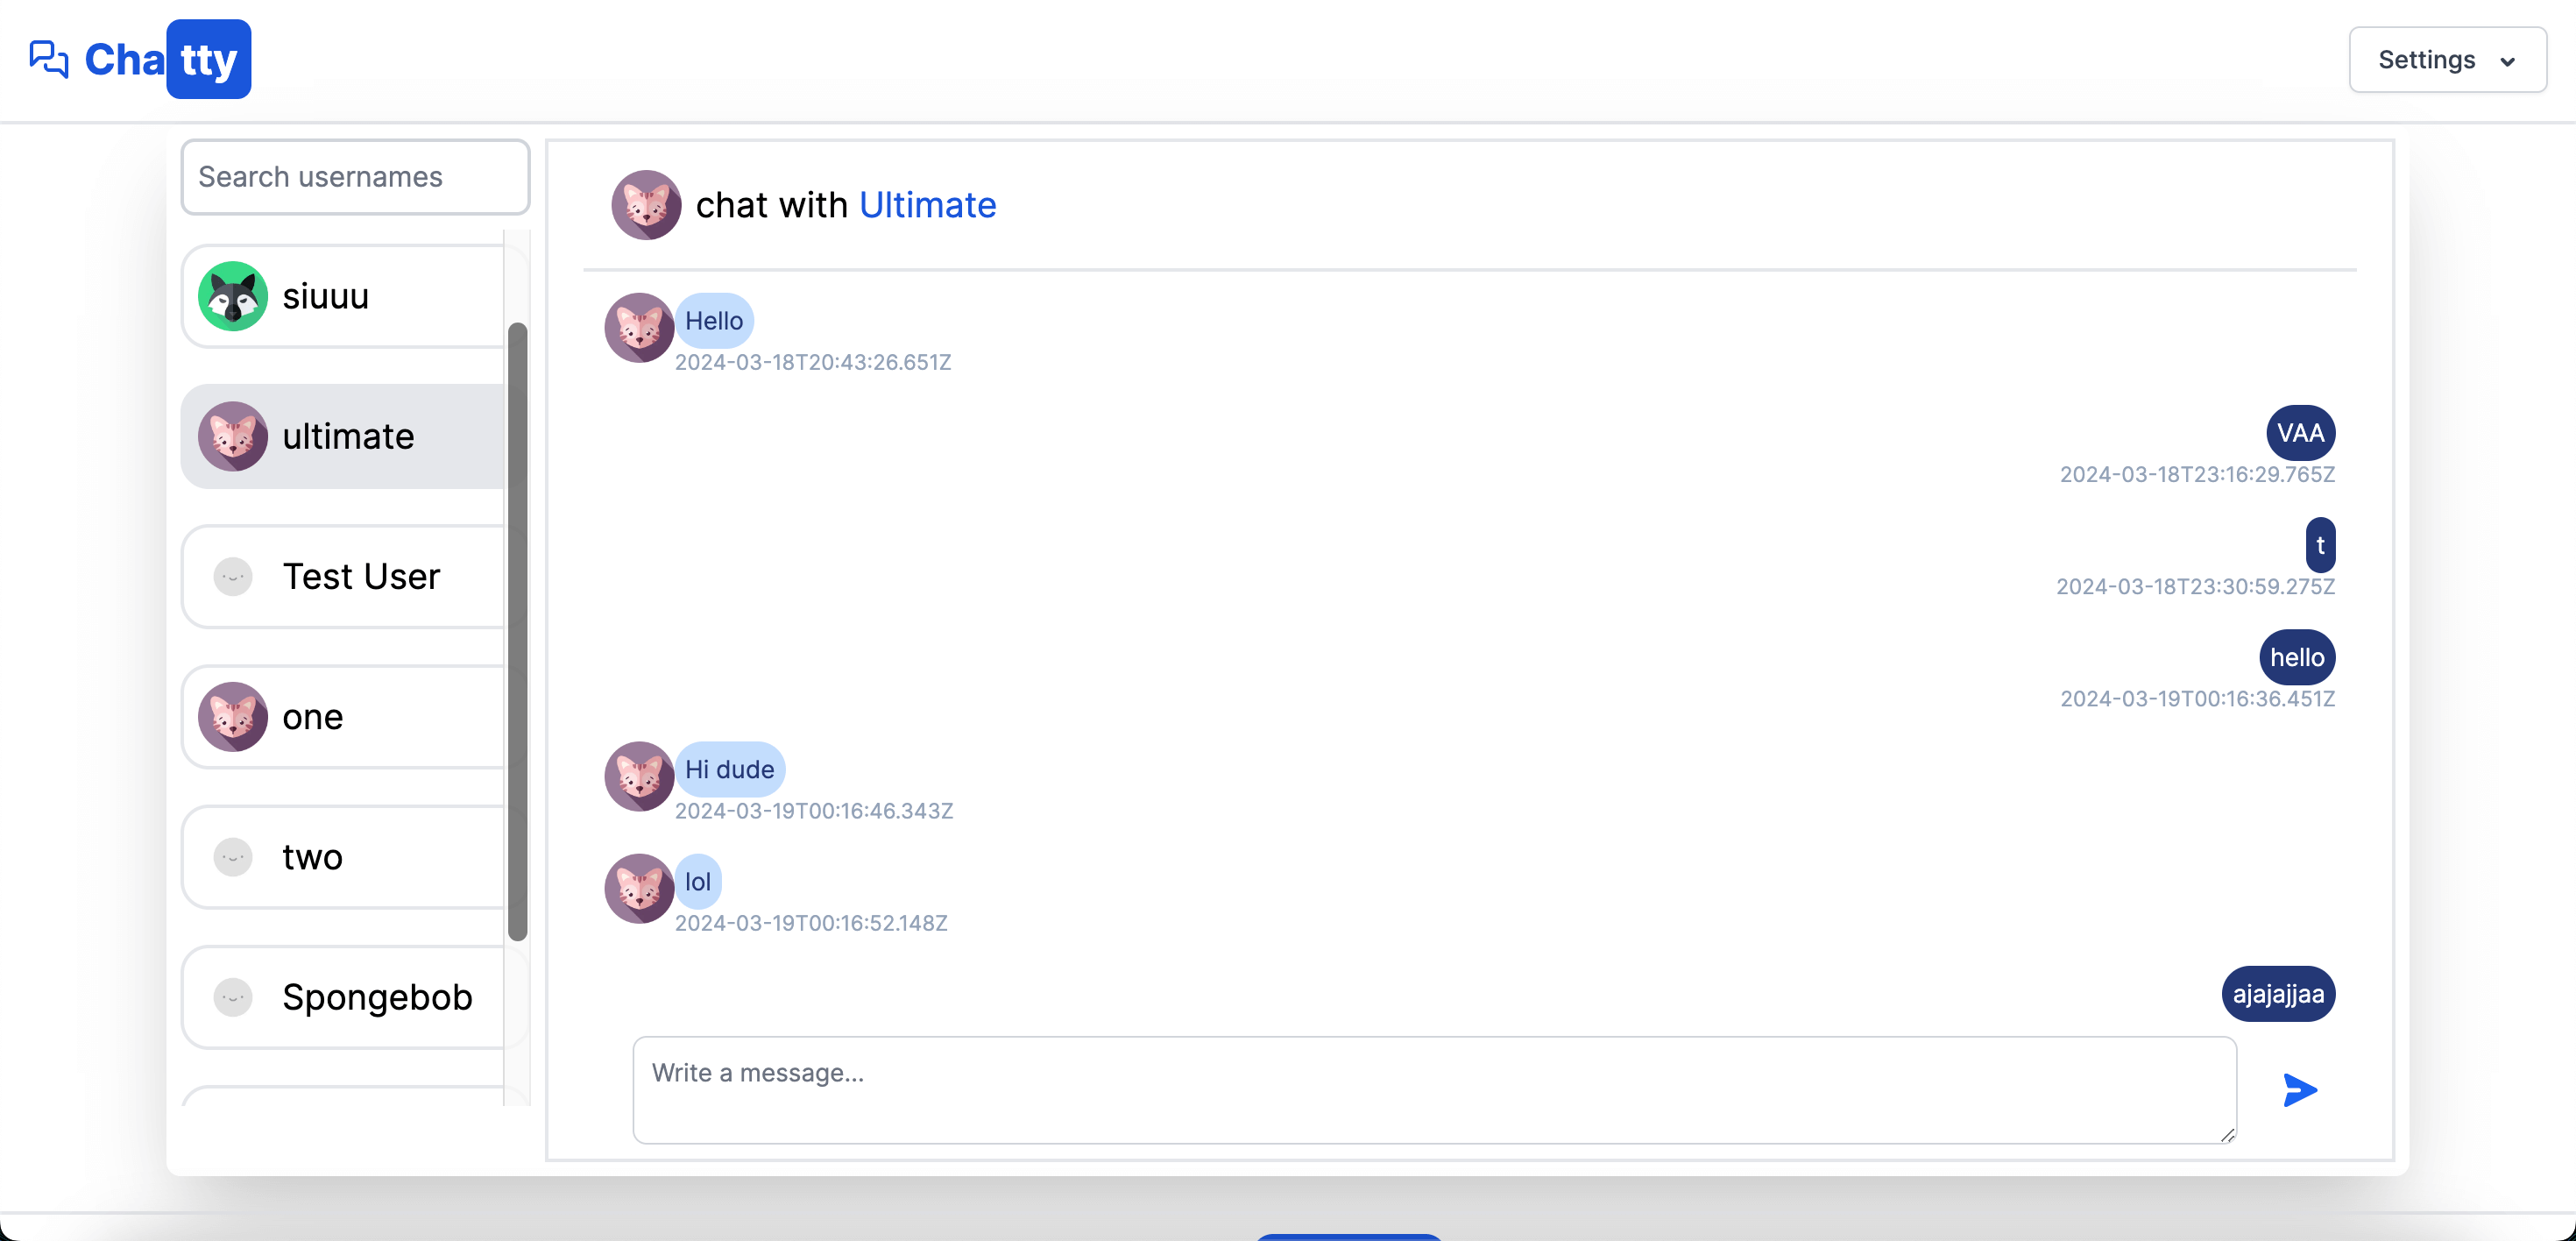 Chatty
Settings
Search usernames
siuuu
ultimate
Test User
one
two
Spongebob
chat with Ultimate
Hello
2024-03-18T20:43:26.651Z
VAA
2024-03-18T23:16:29.765Z
t
2024-03-18T23:30:59.275Z
hello
2024-03-19T00:16:36.451Z
Hi dude
2024-03-19T00:16:46.343Z
lol
2024-03-19T00:16:52.148Z
ajajajjaa
Write a message...